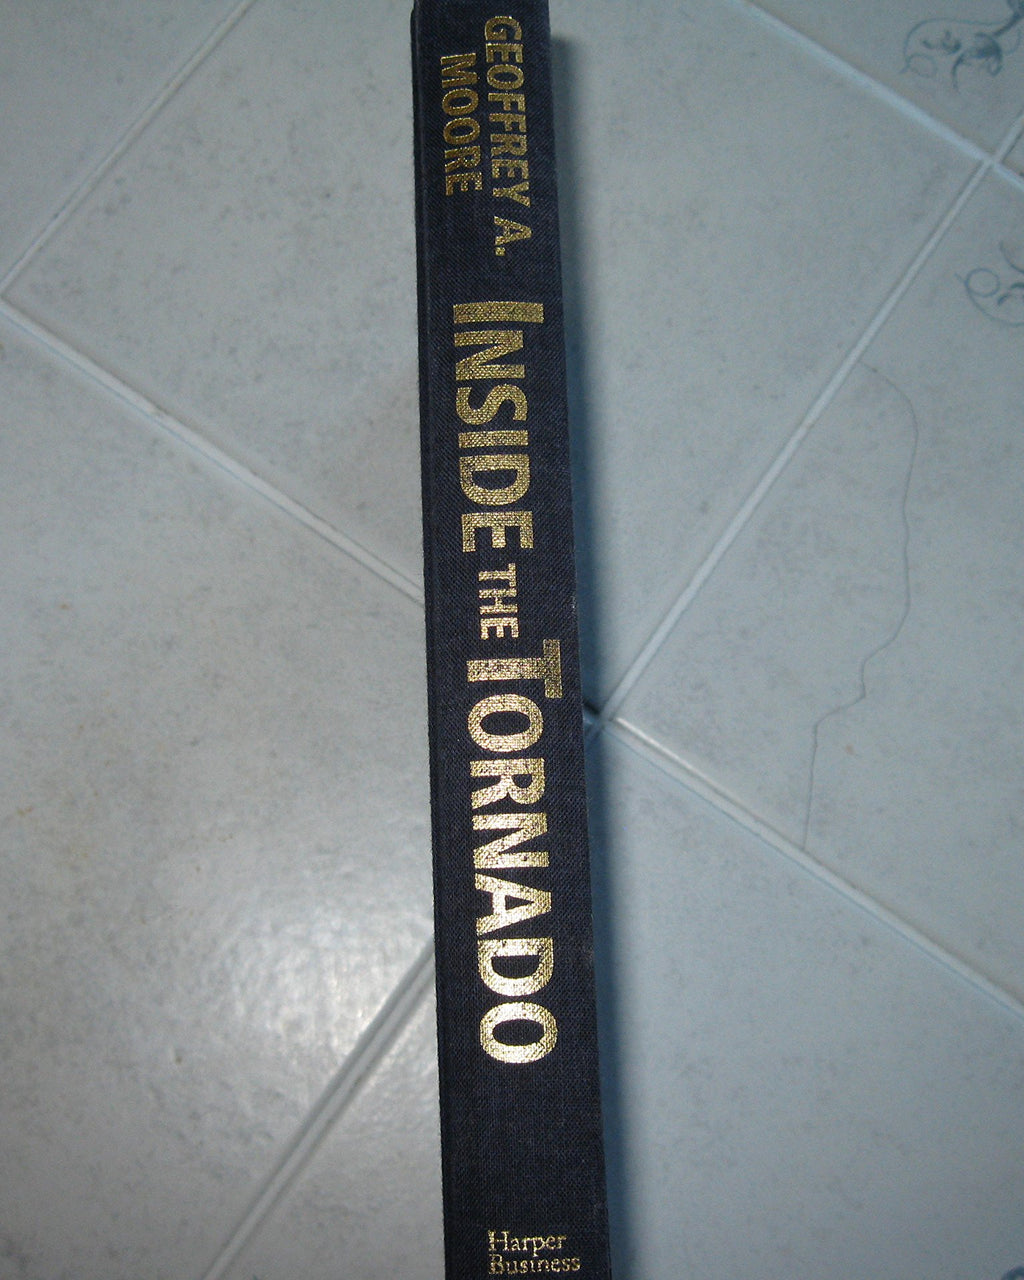 GEOFFREY A.
MOORE
INSIDE THE TORNADO
Harper
Business